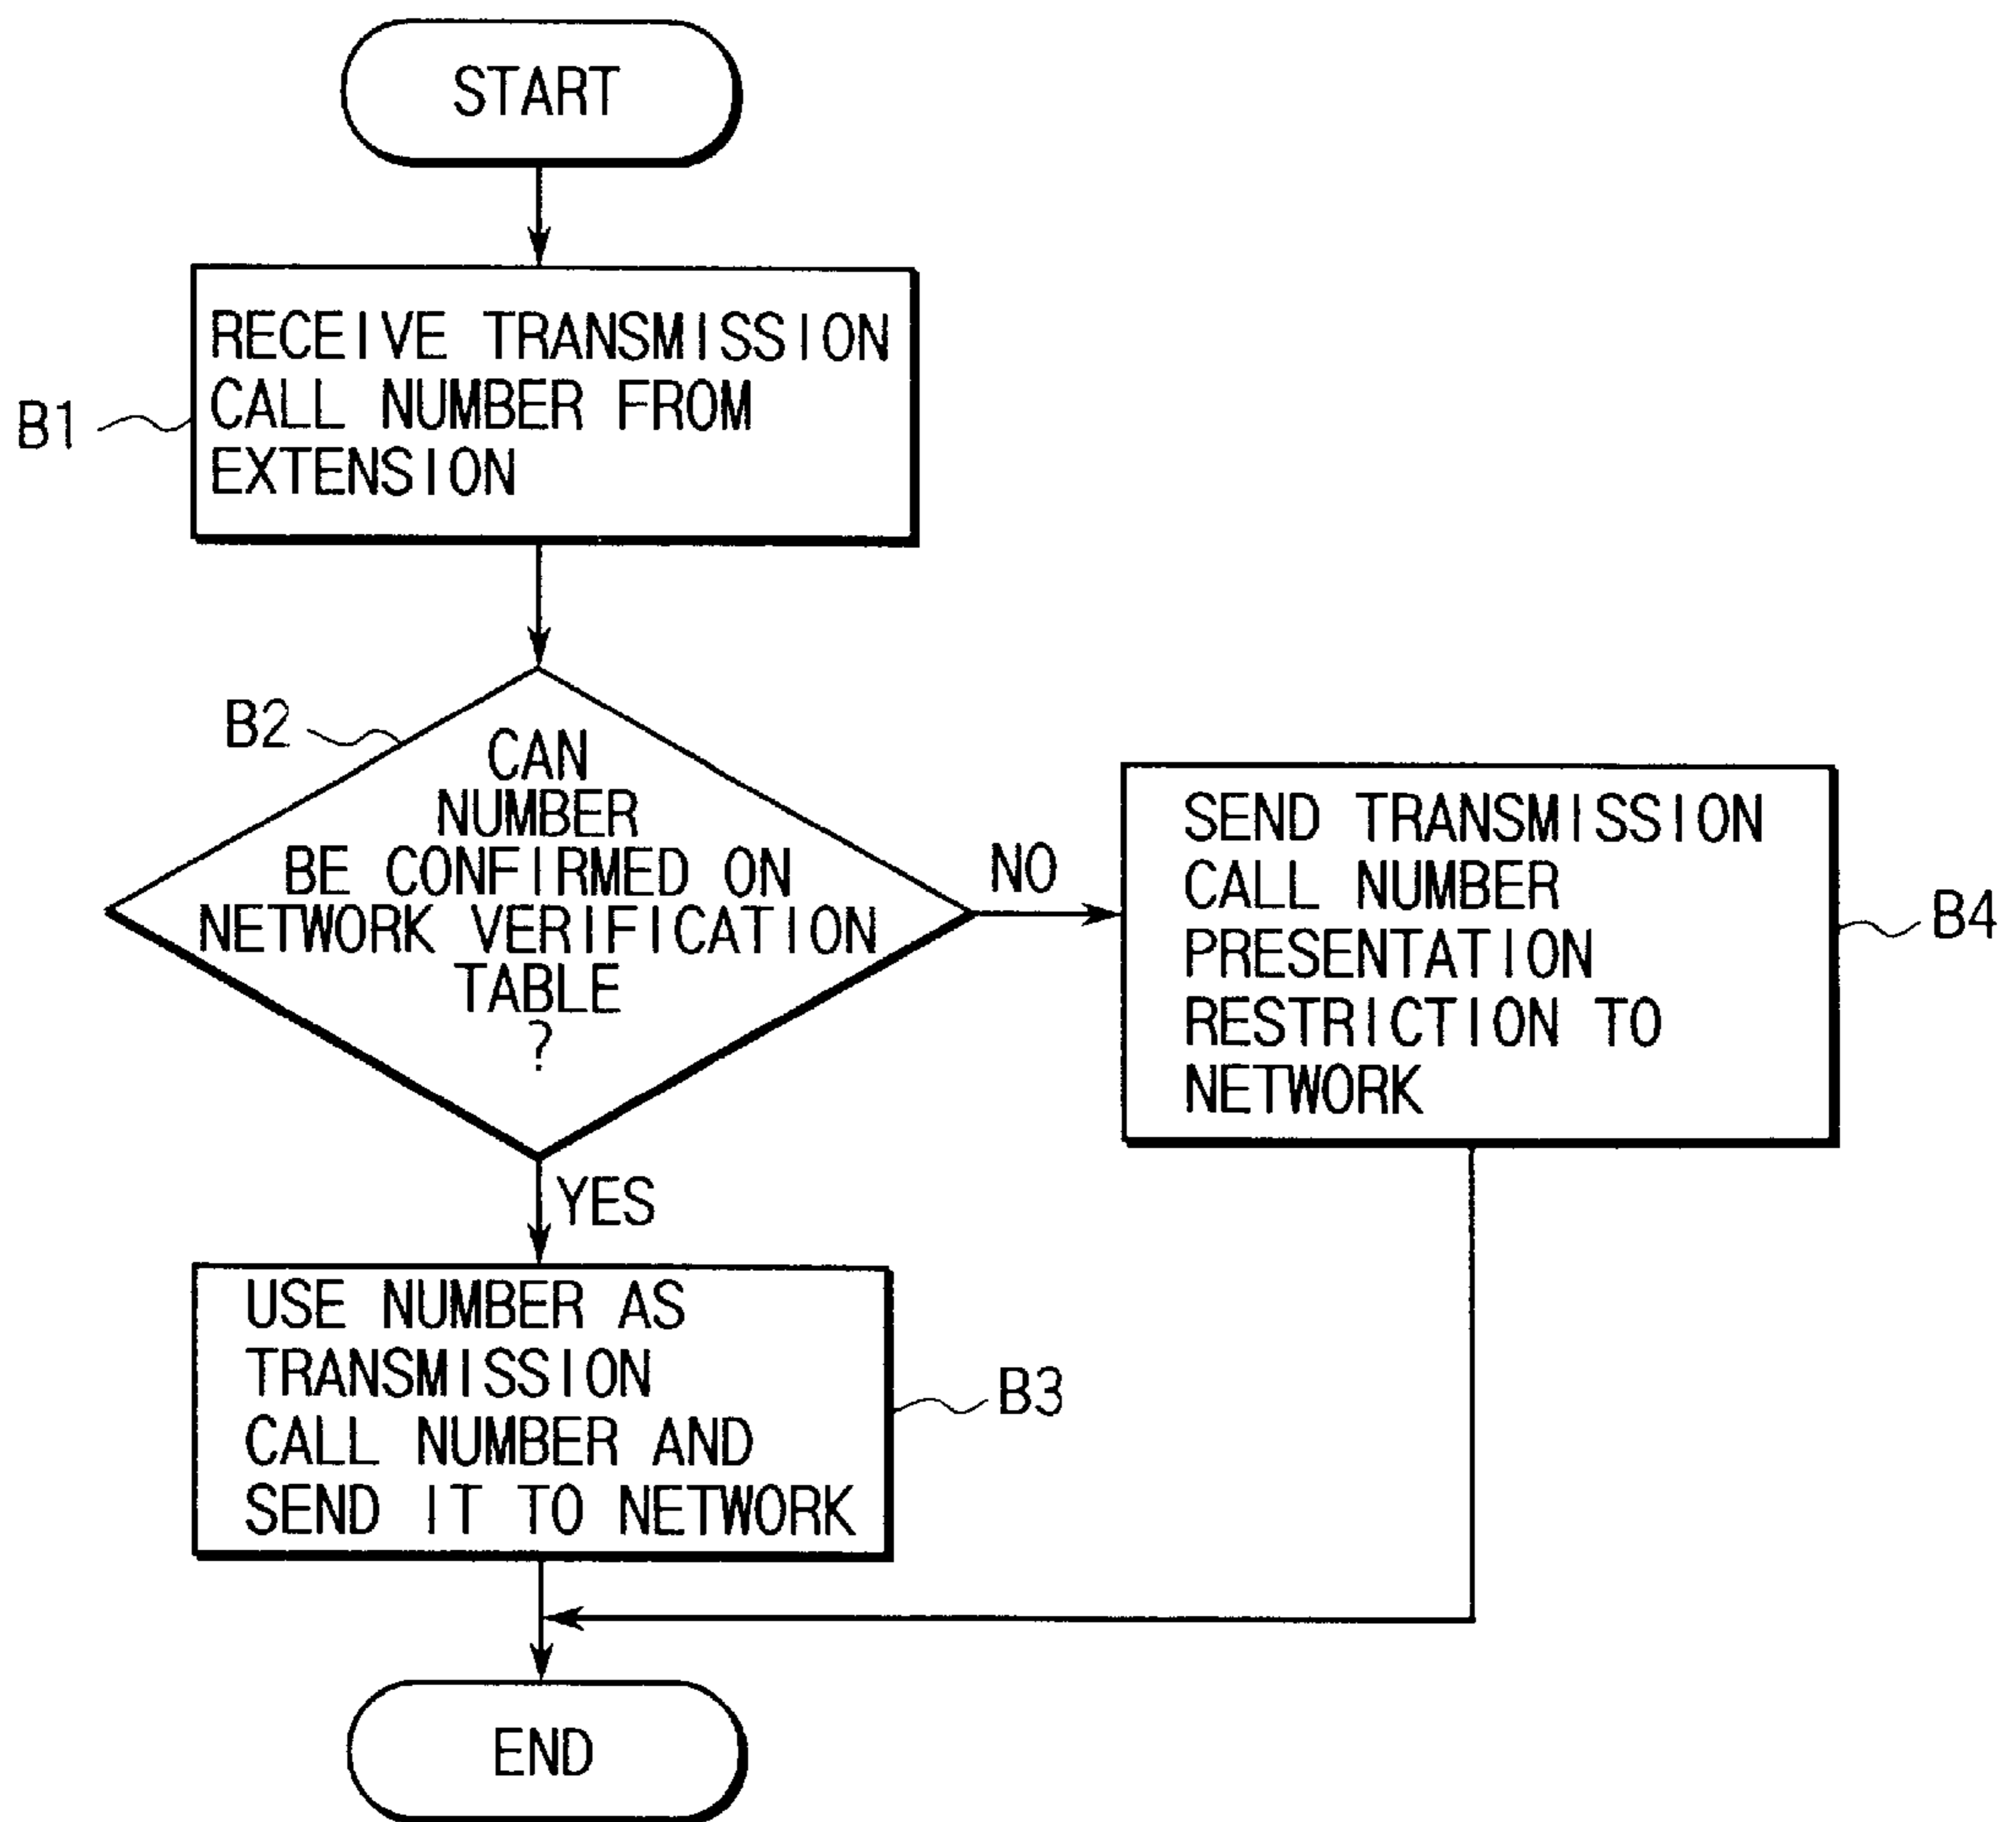 START
RECEIVE TRANSMISSION
CALL NUMBER FROM
EXTENSION
B1
B2
CAN
NUMBER
BE CONFIRMED ON
NETWORK VERIFICATION
TABLE
?
NO
SEND TRANSMISSION
CALL NUMBER
PRESENTATION
RESTRICTION TO
NETWORK
B4
YES
USE NUMBER AS
TRANSMISSION
CALL NUMBER AND
SEND IT TO NETWORK
B3
END